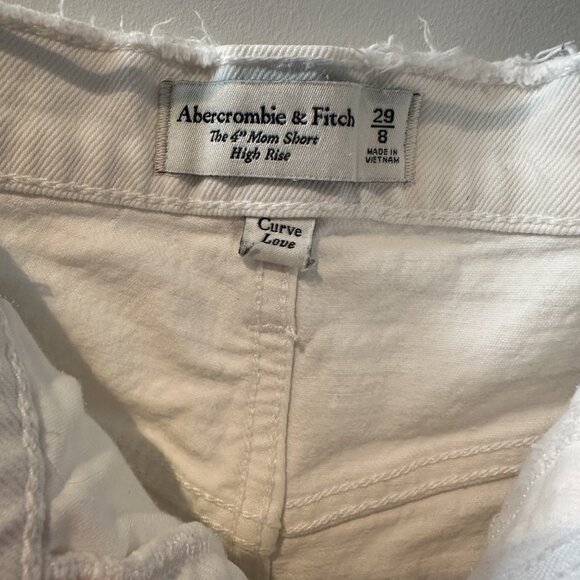 Abercrombie & Fitch
The 4" Mom Short
High Rise
29
8
MADE IN
VIETNAM
Curve
Love